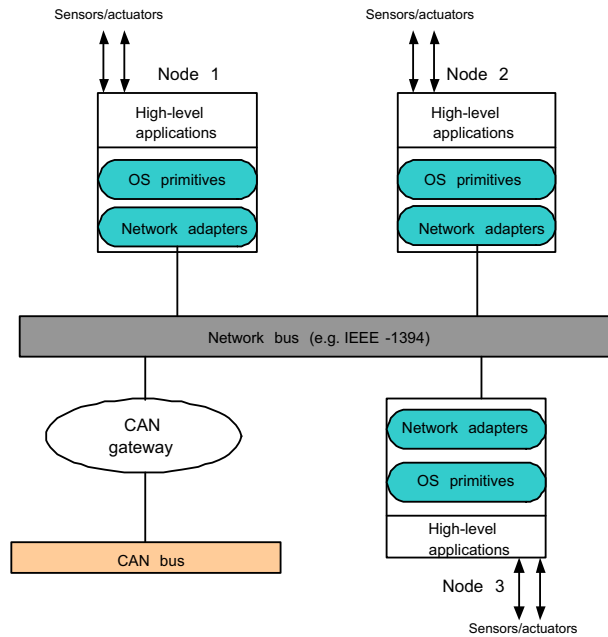 Sensors/actuators
Sensors/actuators
Node 1
Node 2
High-level
applications
High-level
applications
OS primitives
OS primitives
Network adapters
Network adapters
Network bus (e.g. IEEE -1394)
CAN
gateway
Network adapters
OS primitives
High-level
applications
CAN bus
Node 3
Sensors/actuators